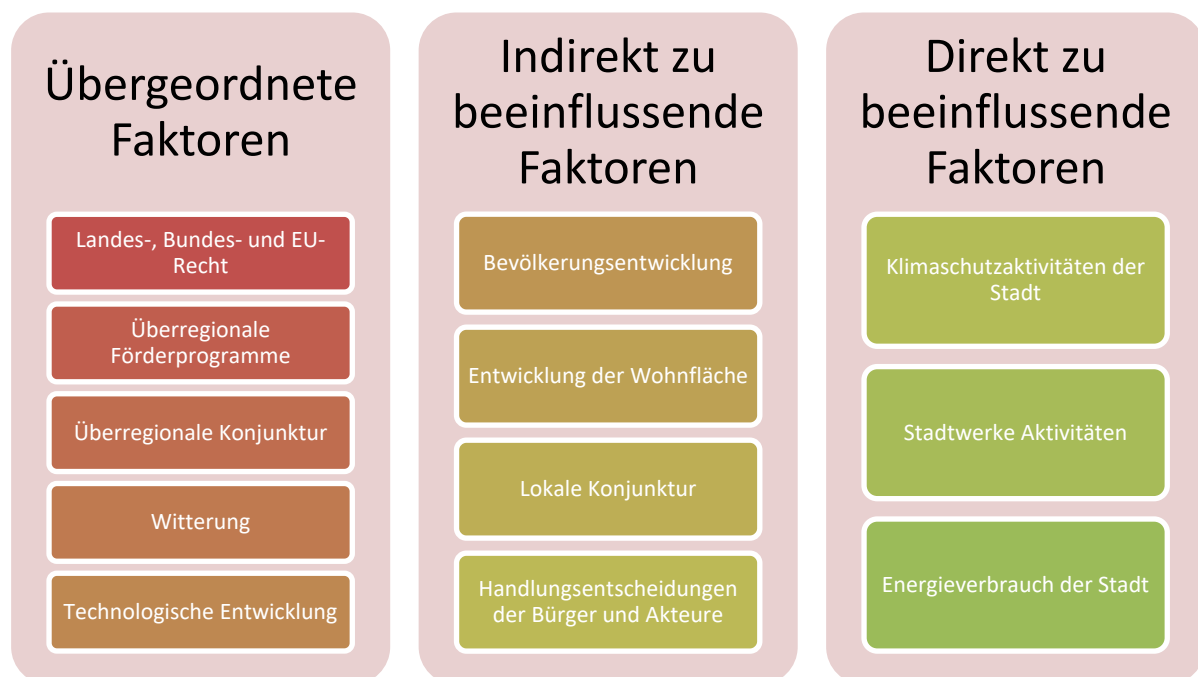 Übergeordnete
Faktoren
Landes-, Bundes- und EU-
Recht
Überregionale
Förderprogramme
Überregionale Konjunktur
Witterung
Technologische Entwicklung
Indirekt zu
beeinflussende
Faktoren
Bevölkerungsentwicklung
Entwicklung der Wohnfläche
Lokale Konjunktur
Handlungsentscheidungen
der Bürger und Akteure
Direkt zu
beeinflussende
Faktoren
Klimaschutzaktivitäten der
Stadt
Stadtwerke Aktivitäten
Energieverbrauch der Stadt